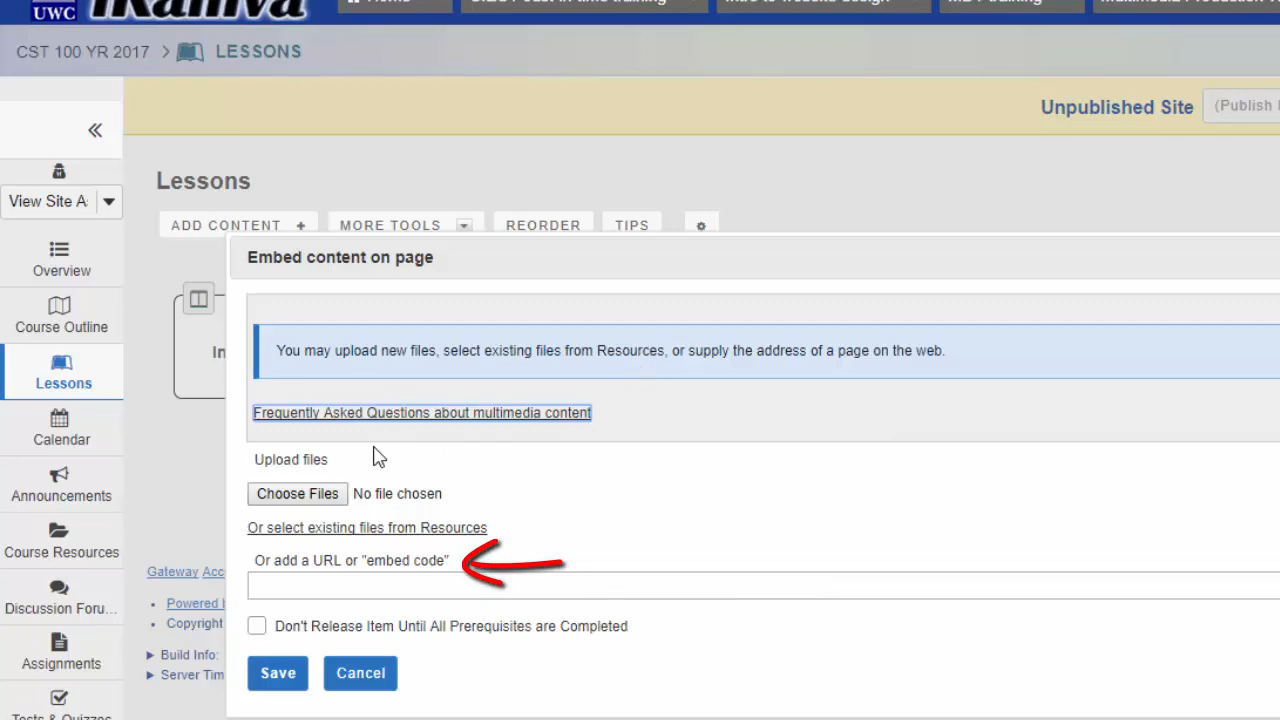 UWC iKamva
Home
CST 100 YR 2017 > LESSONS
Unpublished Site (Publish
«
View Site A
Lessons
ADD CONTENT + MORE TOOLS REORDER TIPS
Overview
Course Outline
Lessons
Calendar
Announcements
Course Resources
Discussion Foru...
Assignments
Tests & Quizzes
Embed content on page
You may upload new files, select existing files from Resources, or supply the address of a page on the web.
Frequently Asked Questions about multimedia content
Upload files
Choose Files No file chosen
Or select existing files from Resources
Or add a URL or "embed code"
Don't Release Item Until All Prerequisites are Completed
Save Cancel
In
Gateway Acc
• Powered
• Copyright
Build Info:
Server Tim